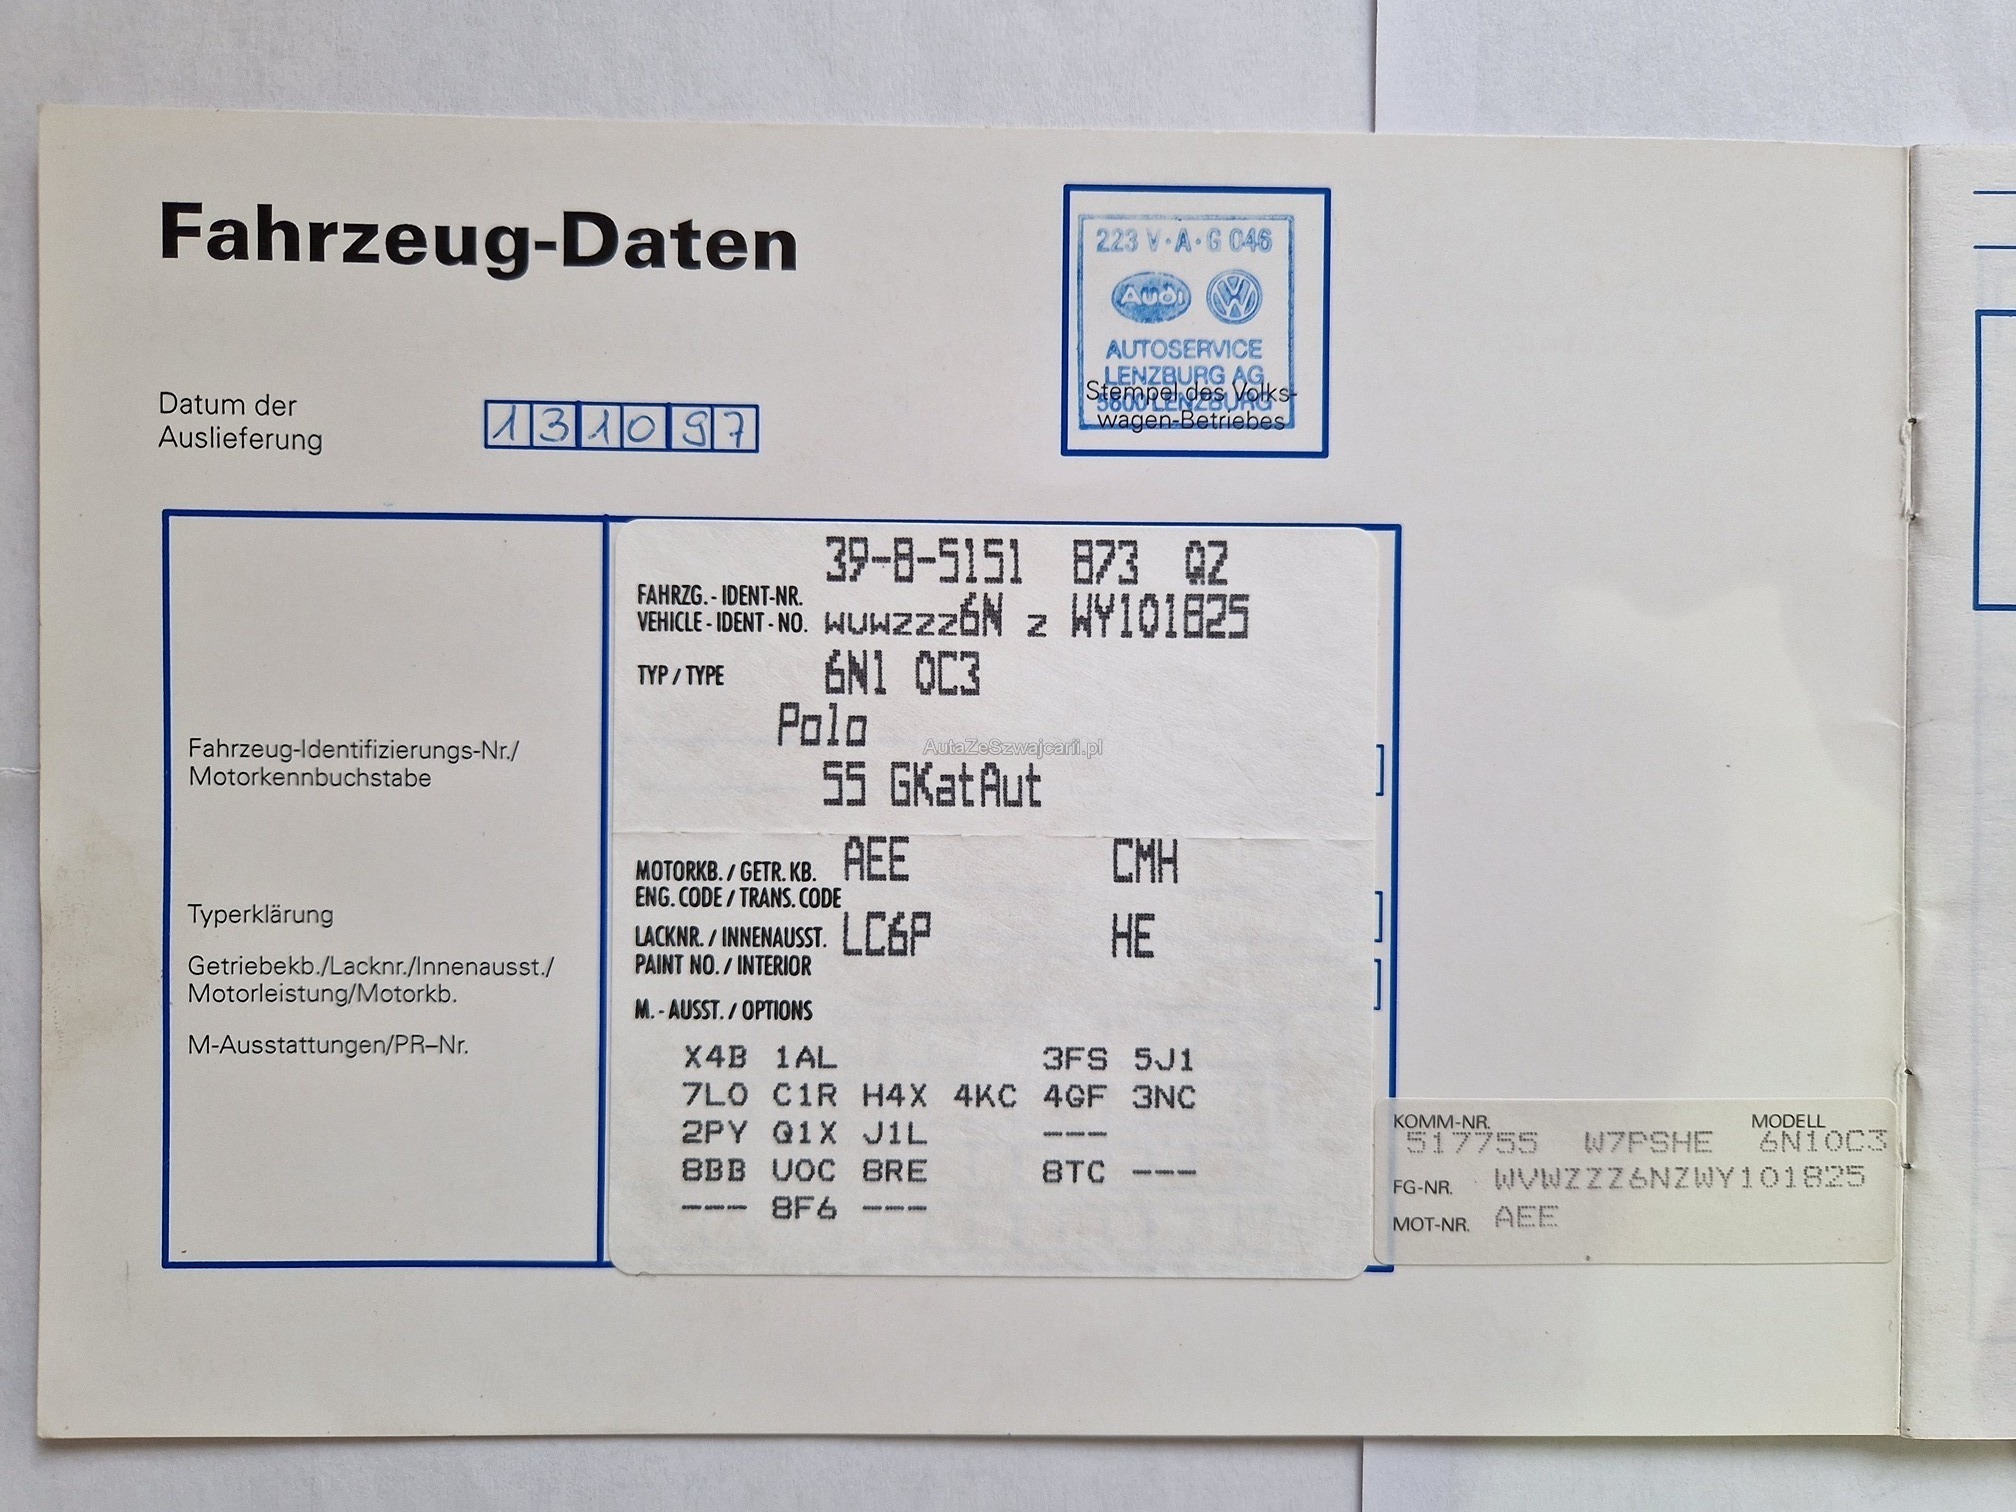 Fahrzeug-Daten
223 V·A·G 046
Audi
AUTOSERVICE
LENZBURG AG
5600 LENZBURG
Stempel des Volks-
wagen-Betriebes
Datum der
Auslieferung
131097
39-8-5151 873 QZ
FAHRZG.-IDENT-NR.
VEHICLE-IDENT-NO. WVWZZZ6N Z WY101825
TYP / TYPE 6N1 0C3
Polo
AutaZeSzwajcarii.pl
55 GKatAut
Fahrzeug-Identifizierungs-Nr./
Motorkennbuchstabe
MOTORKB. / GETR. KB. AEE CMH
ENG. CODE / TRANS. CODE
Typerklärung
LACKNR. / INNENAUSST. LC6P HE
PAINT NO. / INTERIOR
Getriebekb./Lacknr./Innenausst./
Motorleistung/Motorkb.
M.-AUSST. / OPTIONS
M-Ausstattungen/PR–Nr.
X4B 1AL 3FS 5J1
7L0 C1R H4X 4KC 4GF 3NC
2PY Q1X J1L ---
8BB U0C 8RE 8TC ---
--- 8F6 ---
KOMM-NR. MODELL
517755 W7PSHE 6N10C3
FG-NR. WVWZZZ6NZWY101825
MOT-NR. AEE